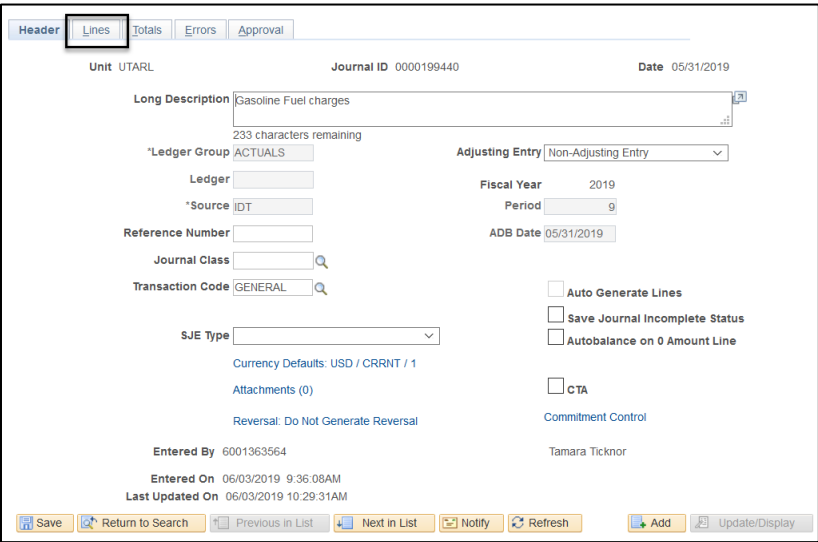 Header Lines Totals Errors Approval
Unit UTARL Journal ID 0000199440 Date 05/31/2019
Long Description Gasoline Fuel charges
233 characters remaining
*Ledger Group ACTUALS Adjusting Entry Non-Adjusting Entry
Ledger Fiscal Year 2019
*Source IDT Period 9
Reference Number ADB Date 05/31/2019
Journal Class
Transaction Code GENERAL
Auto Generate Lines
Save Journal Incomplete Status
SJE Type Autobalance on 0 Amount Line
Currency Defaults: USD / CRRNT / 1
Attachments (0) CTA
Reversal: Do Not Generate Reversal Commitment Control
Entered By 6001363564 Tamara Ticknor
Entered On 06/03/2019 9:36:08AM
Last Updated On 06/03/2019 10:29:31AM
Save Return to Search Previous in List Next in List Notify Refresh Add Update/Display